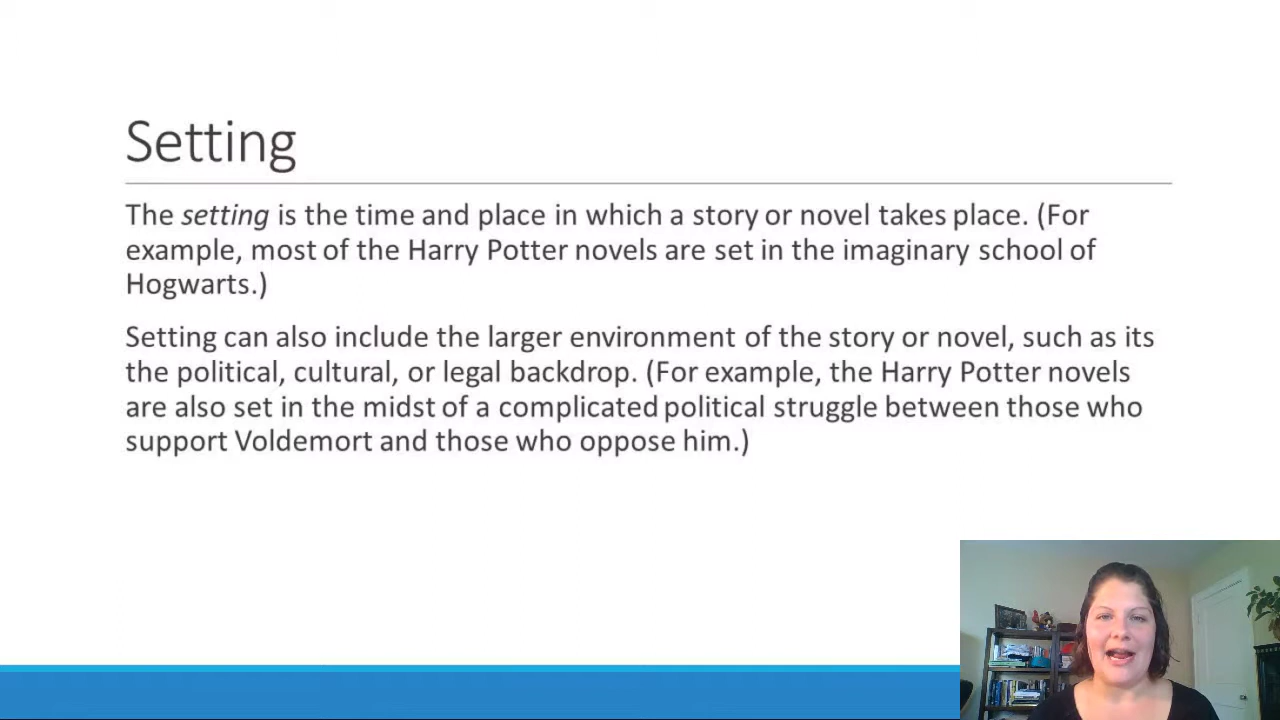 Setting
The setting is the time and place in which a story or novel takes place. (For
example, most of the Harry Potter novels are set in the imaginary school of
Hogwarts.)
Setting can also include the larger environment of the story or novel, such as its
the political, cultural, or legal backdrop. (For example, the Harry Potter novels
are also set in the midst of a complicated political struggle between those who
support Voldemort and those who oppose him.)